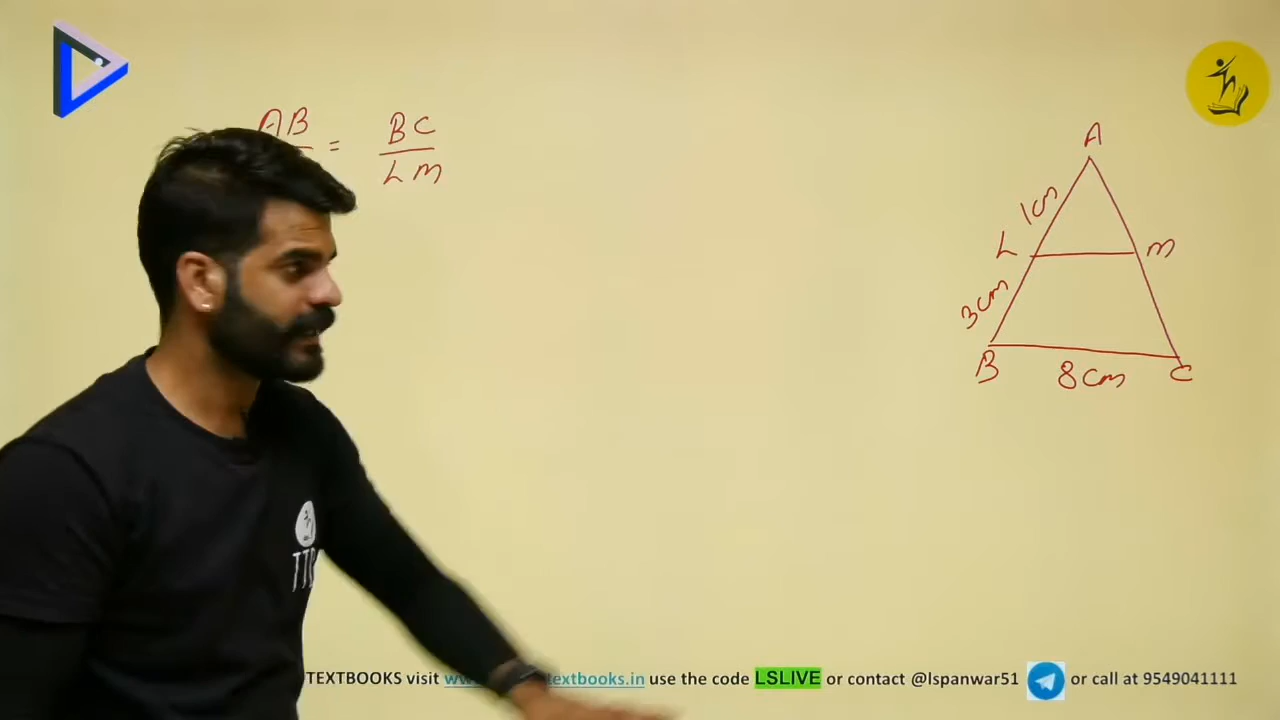 AB = BC
LM
A
1cm
L m
3cm
B 8cm C
TTD
TEXTBOOKS visit textbooks.in use the code LSLIVE or contact @lspanwar51 or call at 9549041111